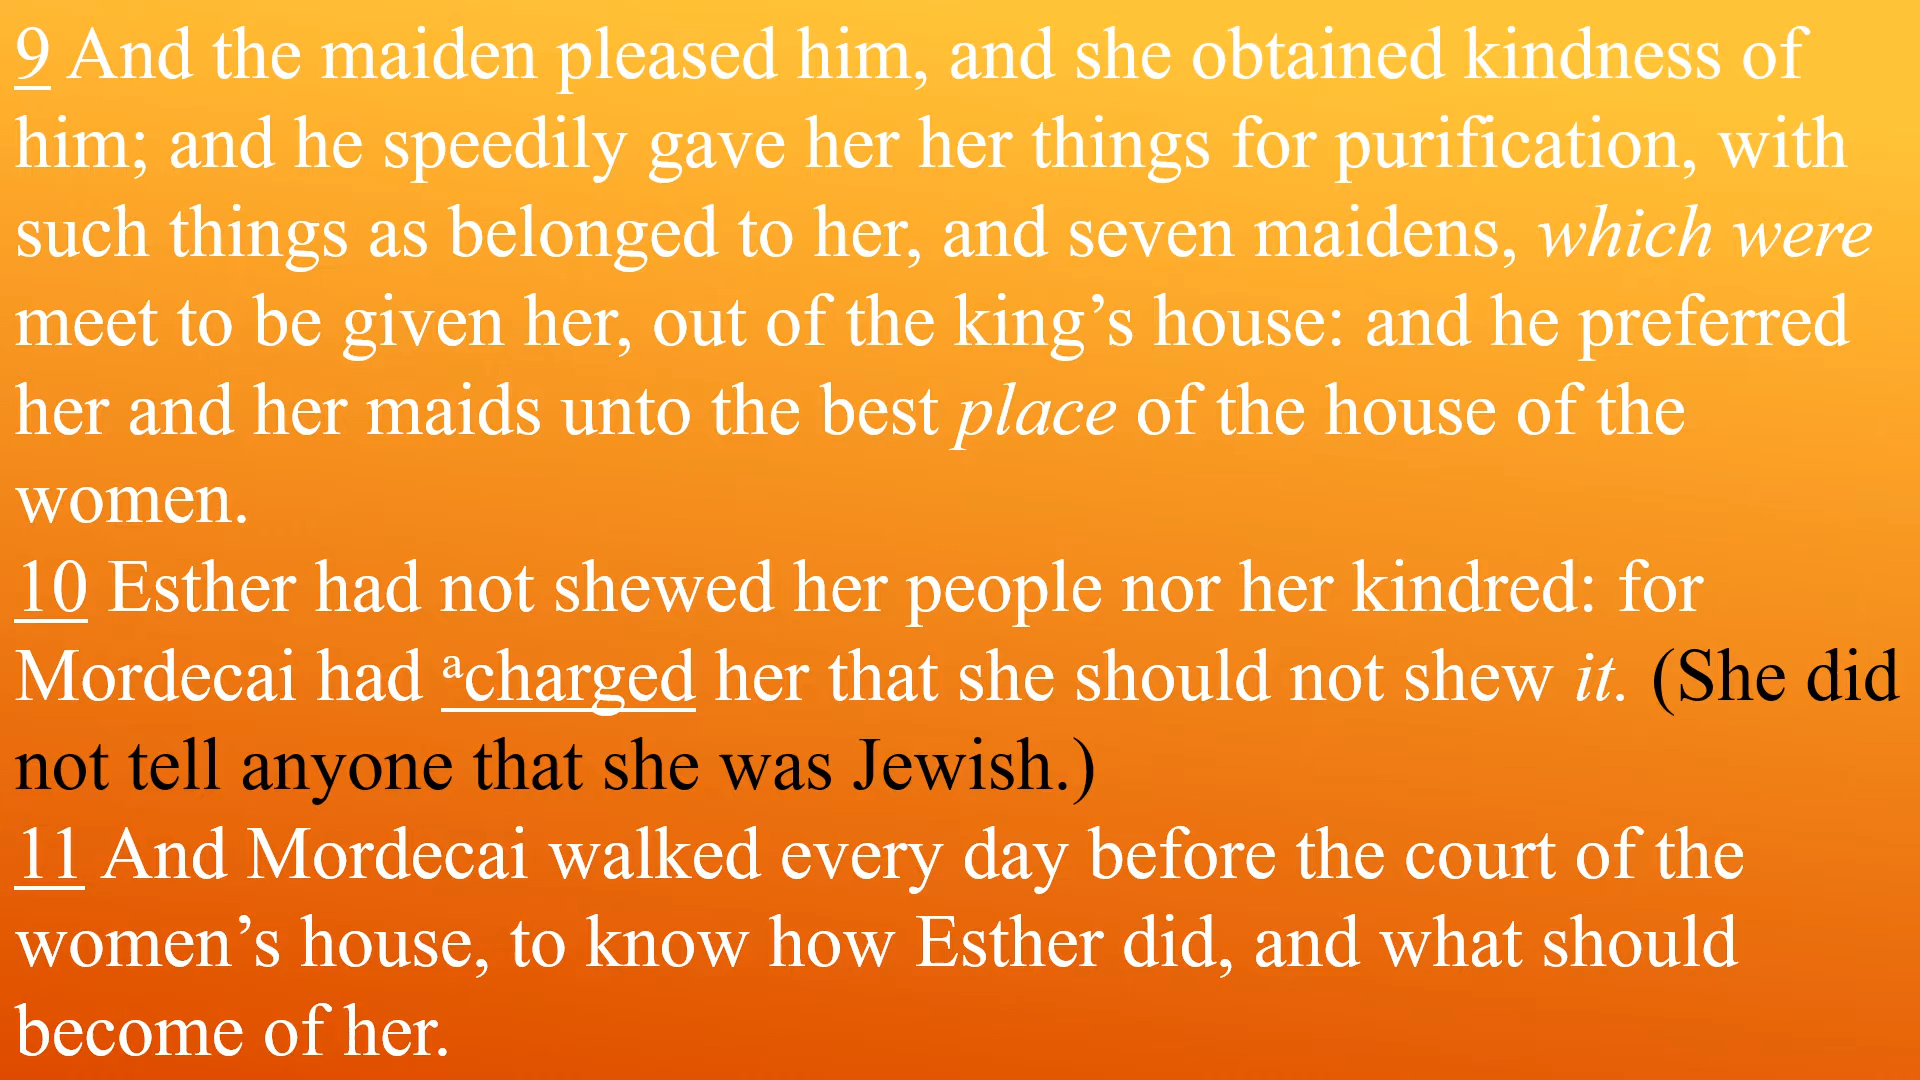 9 And the maiden pleased him, and she obtained kindness of
him; and he speedily gave her her things for purification, with
such things as belonged to her, and seven maidens, which were
meet to be given her, out of the king’s house: and he preferred
her and her maids unto the best place of the house of the
women.
10 Esther had not shewed her people nor her kindred: for
Mordecai had acharged her that she should not shew it. (She did
not tell anyone that she was Jewish.)
11 And Mordecai walked every day before the court of the
women’s house, to know how Esther did, and what should
become of her.